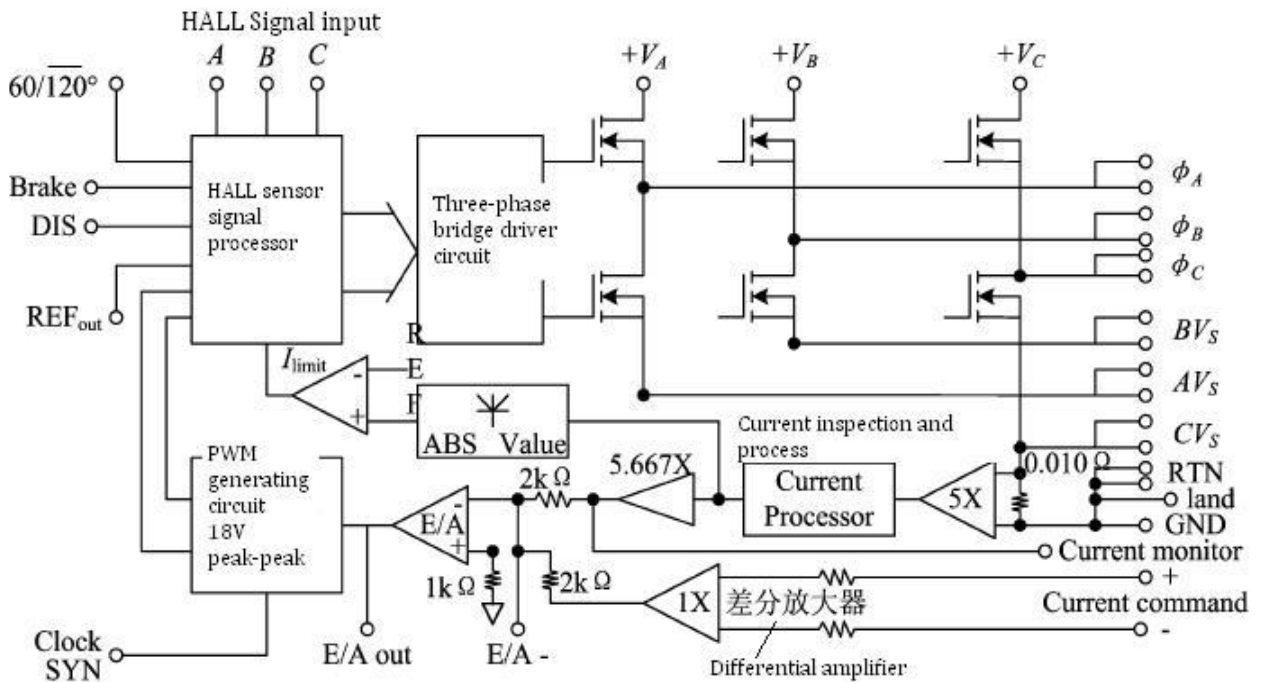 HALL Signal input
A B C
60/120°
Brake
DIS
REFout
HALL sensor
signal
processor
Three-phase
bridge driver
circuit
+VA
+VB
+VC
ϕA
ϕB
ϕC
BVS
AVS
CVS
RTN
land
GND
Current monitor
+
Current command
-
Ilimit
-
+
R
E
F
ABS Value
Current inspection and
process
5.667X
Current
Processor
5X
0.010 Ω
PWM
generating
circuit
18V
peak-peak
E/A
-
+
2k Ω
1k Ω
2k Ω
1X
差分放大器
Differential amplifier
Clock
SYN
E/A out
E/A -